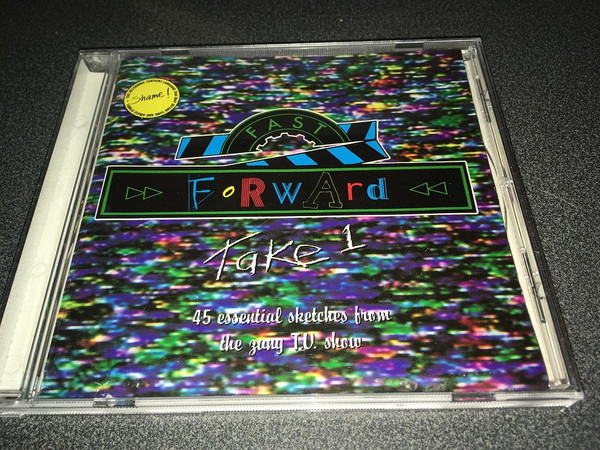 Shame!
FAST
FoRwArd
Take 1
45 essential sketches from
the zany T.V. show